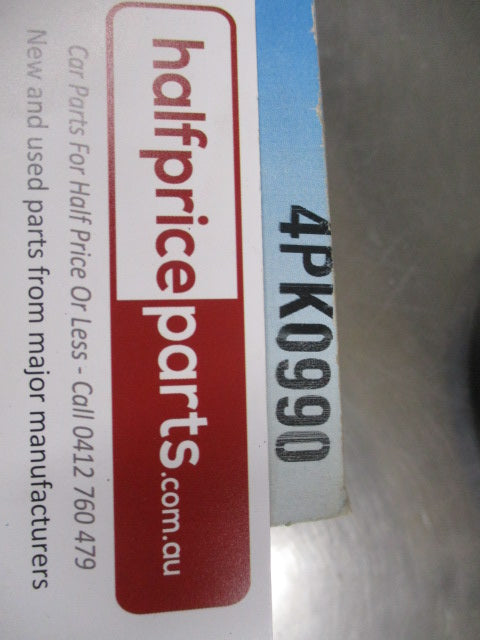 4PK0990
halfpriceparts.com.au
Car Parts For Half Price Or Less - Call 0412 760 479
New and used parts from major manufacturers